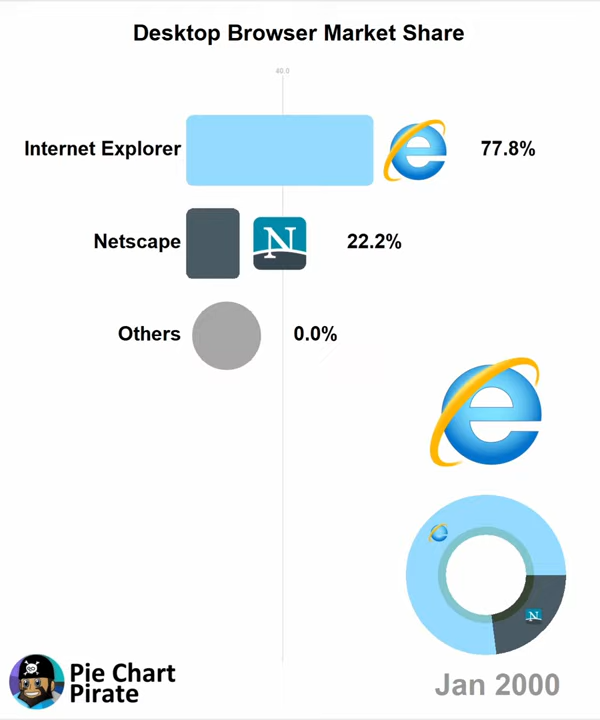 Desktop Browser Market Share
40.0
Internet Explorer 77.8%
Netscape N 22.2%
Others 0.0%
N
Pie Chart
Pirate
Jan 2000